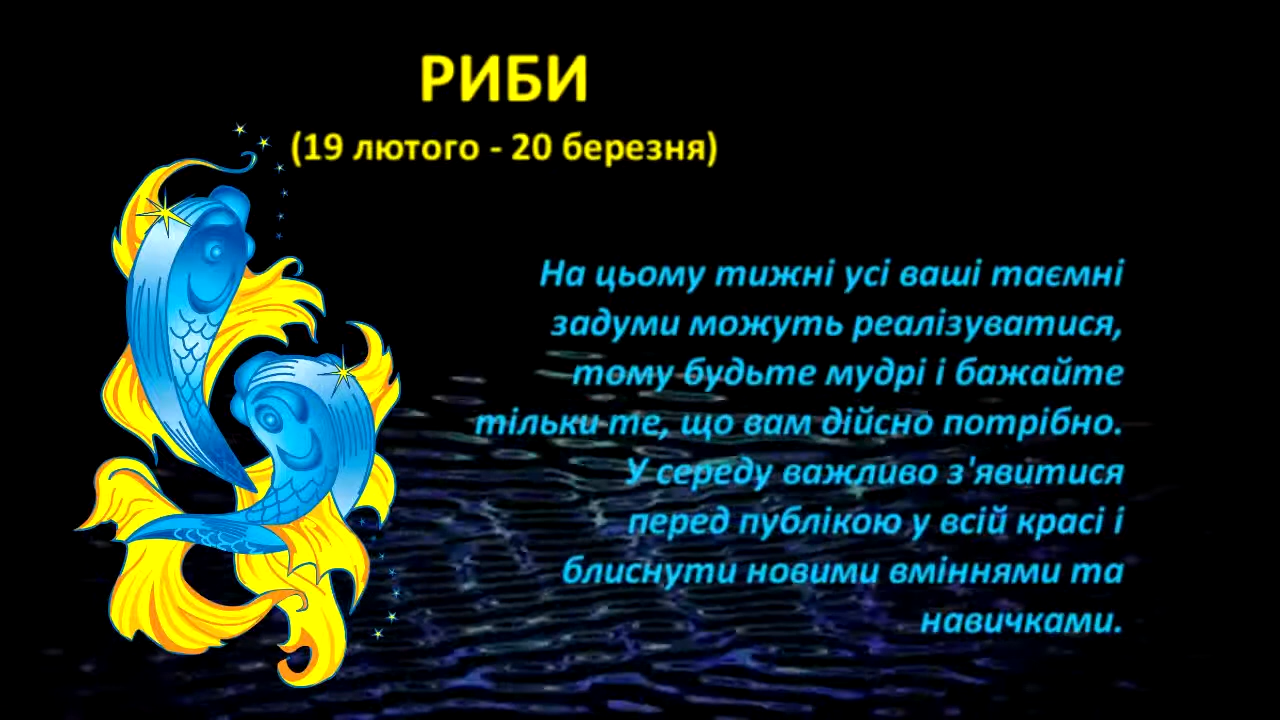 РИБИ
(19 лютого - 20 березня)
На цьому тижні усі ваші таємні
задуми можуть реалізуватися,
тому будьте мудрі і бажайте
тільки те, що вам дійсно потрібно.
У середу важливо з'явитися
перед публікою у всій красі і
блиснути новими вміннями та
навичками.